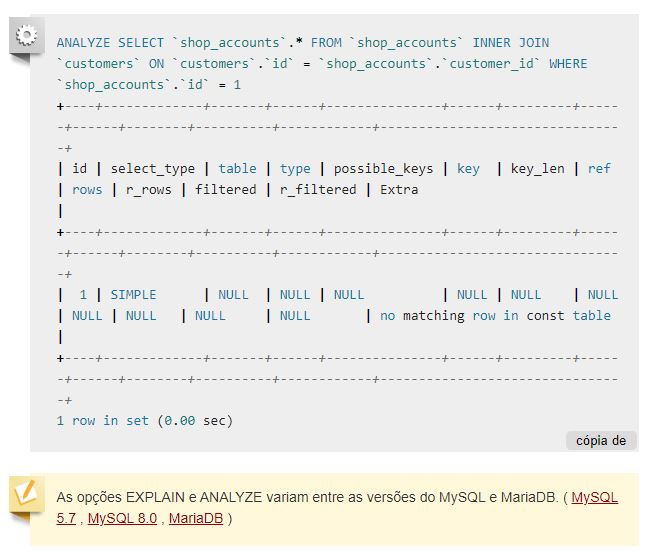 ANALYZE SELECT `shop_accounts`.* FROM `shop_accounts` INNER JOIN
`customers` ON `customers`.`id` = `shop_accounts`.`customer_id` WHERE
`shop_accounts`.`id` = 1
+----+-------------+-------+------+---------------+------+---------+-----
-+------+--------+----------+------------+-------------------------------
-+
| id | select_type | table | type | possible_keys | key  | key_len | ref
| rows | r_rows | filtered | r_filtered | Extra
|
+----+-------------+-------+------+---------------+------+---------+-----
-+------+--------+----------+------------+-------------------------------
-+
|  1 | SIMPLE      | NULL  | NULL | NULL          | NULL | NULL    | NULL
| NULL | NULL   | NULL     | NULL       | no matching row in const table
|
+----+-------------+-------+------+---------------+------+---------+-----
-+------+--------+----------+------------+-------------------------------
-+
1 row in set (0.00 sec)
cópia de
As opções EXPLAIN e ANALYZE variam entre as versões do MySQL e MariaDB. ( MySQL
5.7 , MySQL 8.0 , MariaDB )